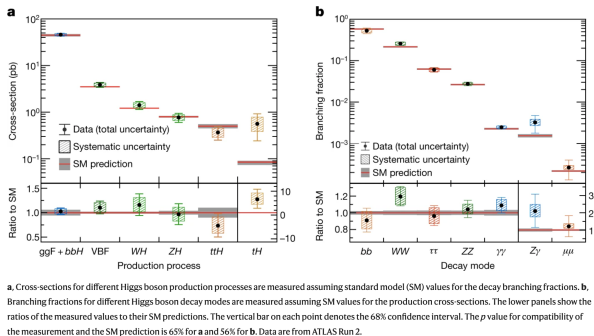 a
b
10²
10¹
10⁰
10⁻¹
Cross-section (pb)
Data (total uncertainty)
Systematic uncertainty
SM prediction
1.5
1.0
0.5
Ratio to SM
10
0
−10
ggF + bbH
VBF
WH
ZH
ttH
tH
Production process
10⁰
10⁻¹
10⁻²
10⁻³
Branching fraction
Data (total uncertainty)
Systematic uncertainty
SM prediction
1.2
1.0
0.8
Ratio to SM
3
2
1
bb
WW
ττ
ZZ
γγ
Zγ
μμ
Decay mode
a, Cross-sections for different Higgs boson production processes are measured assuming standard model (SM) values for the decay branching fractions. b,
Branching fractions for different Higgs boson decay modes are measured assuming SM values for the production cross-sections. The lower panels show the
ratios of the measured values to their SM predictions. The vertical bar on each point denotes the 68% confidence interval. The p value for compatibility of
the measurement and the SM prediction is 65% for a and 56% for b. Data are from ATLAS Run 2.